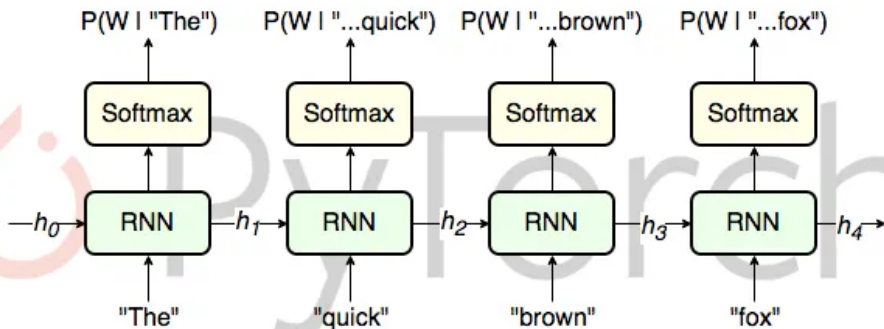 P(W | "The") P(W | "...quick") P(W | "...brown") P(W | "...fox")
Softmax Softmax Softmax Softmax
PyTorch
h0 RNN h1 RNN h2 RNN h3 RNN h4
"The" "quick" "brown" "fox"